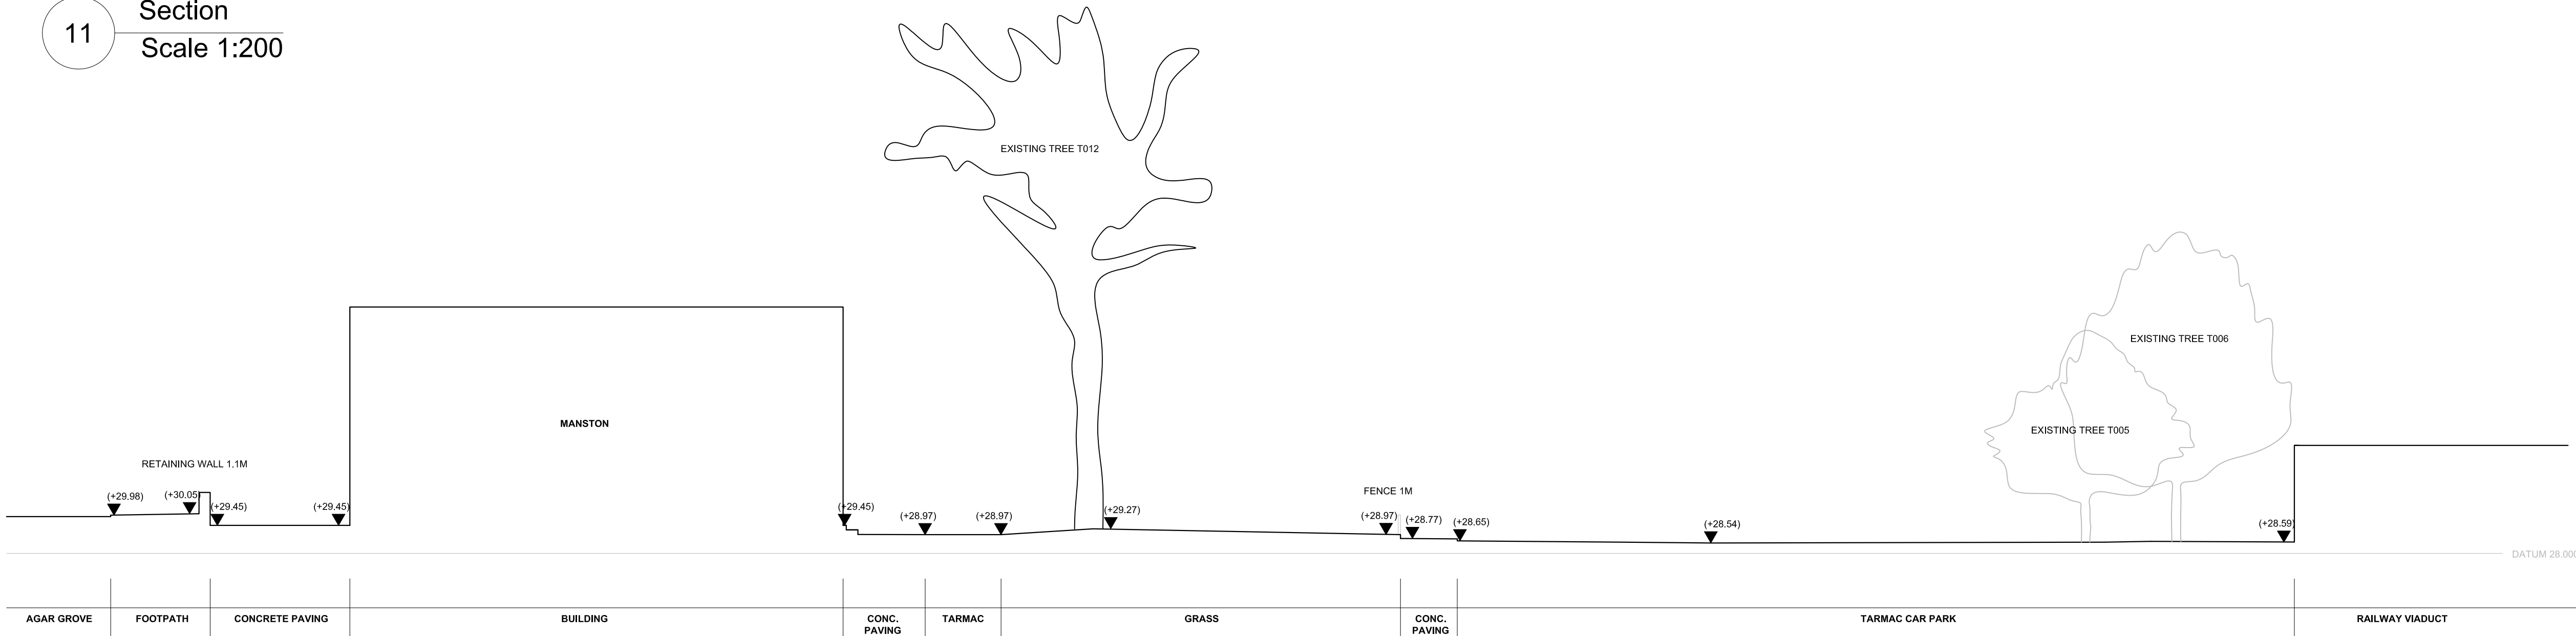 11
Section
Scale 1:200
EXISTING TREE T012
EXISTING TREE T006
MANSTON
EXISTING TREE T005
RETAINING WALL 1.1M
FENCE 1M
(+29.98)
(+30.05)
(+29.45)
(+29.45)
(+29.45)
(+28.97)
(+28.97)
(+29.27)
(+28.97)
(+28.77)
(+28.65)
(+28.54)
(+28.59)
DATUM 28.000
AGAR GROVE
FOOTPATH
CONCRETE PAVING
BUILDING
CONC.
PAVING
TARMAC
GRASS
CONC.
PAVING
TARMAC CAR PARK
RAILWAY VIADUCT